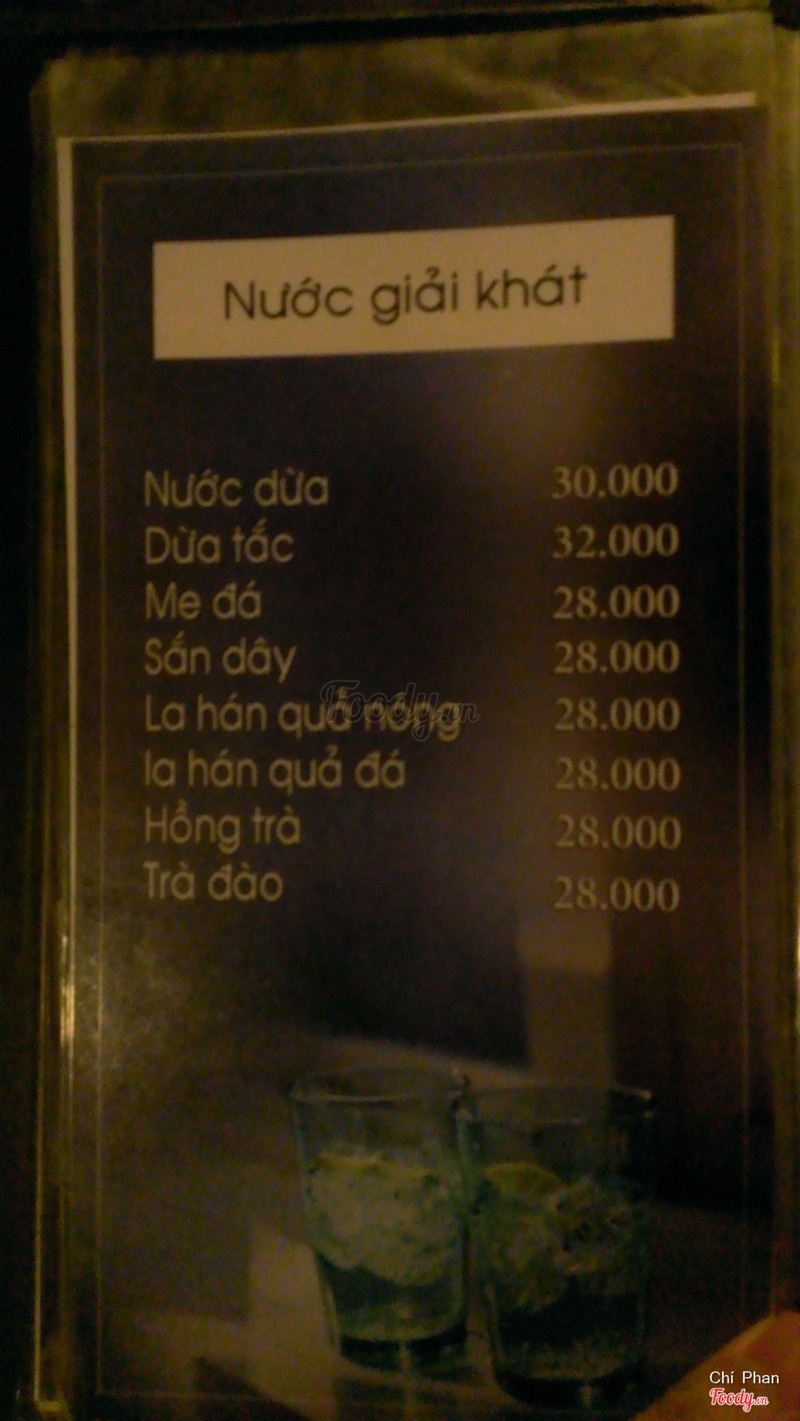 Nước giải khát
Nước dừa 30.000
Dừa tắc 32.000
Me đá 28.000
Sắn dây 28.000
La hán quả nóng 28.000
la hán quả đá 28.000
Hồng trà 28.000
Trà đào 28.000
Foody.vn
Chí Phan
Foody.vn